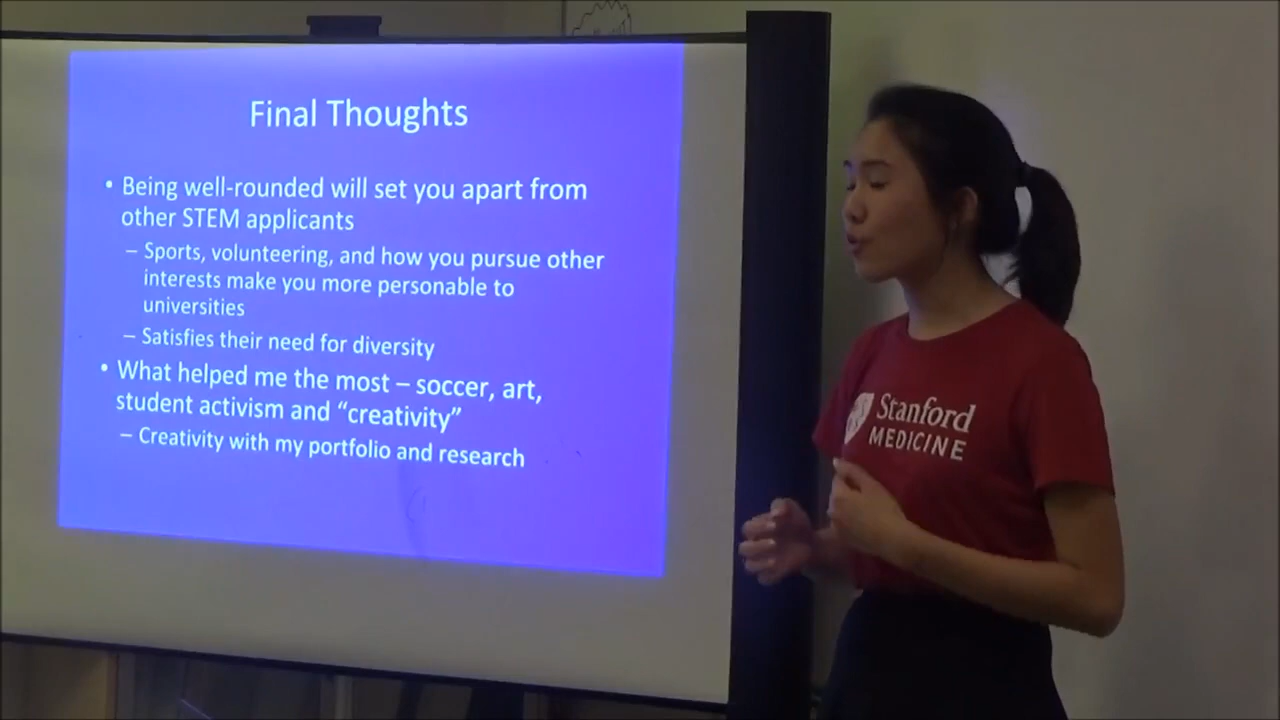 Final Thoughts
• Being well-rounded will set you apart from
other STEM applicants
– Sports, volunteering, and how you pursue other
interests make you more personable to
universities
– Satisfies their need for diversity
• What helped me the most – soccer, art,
student activism and “creativity”
– Creativity with my portfolio and research
Stanford
MEDICINE